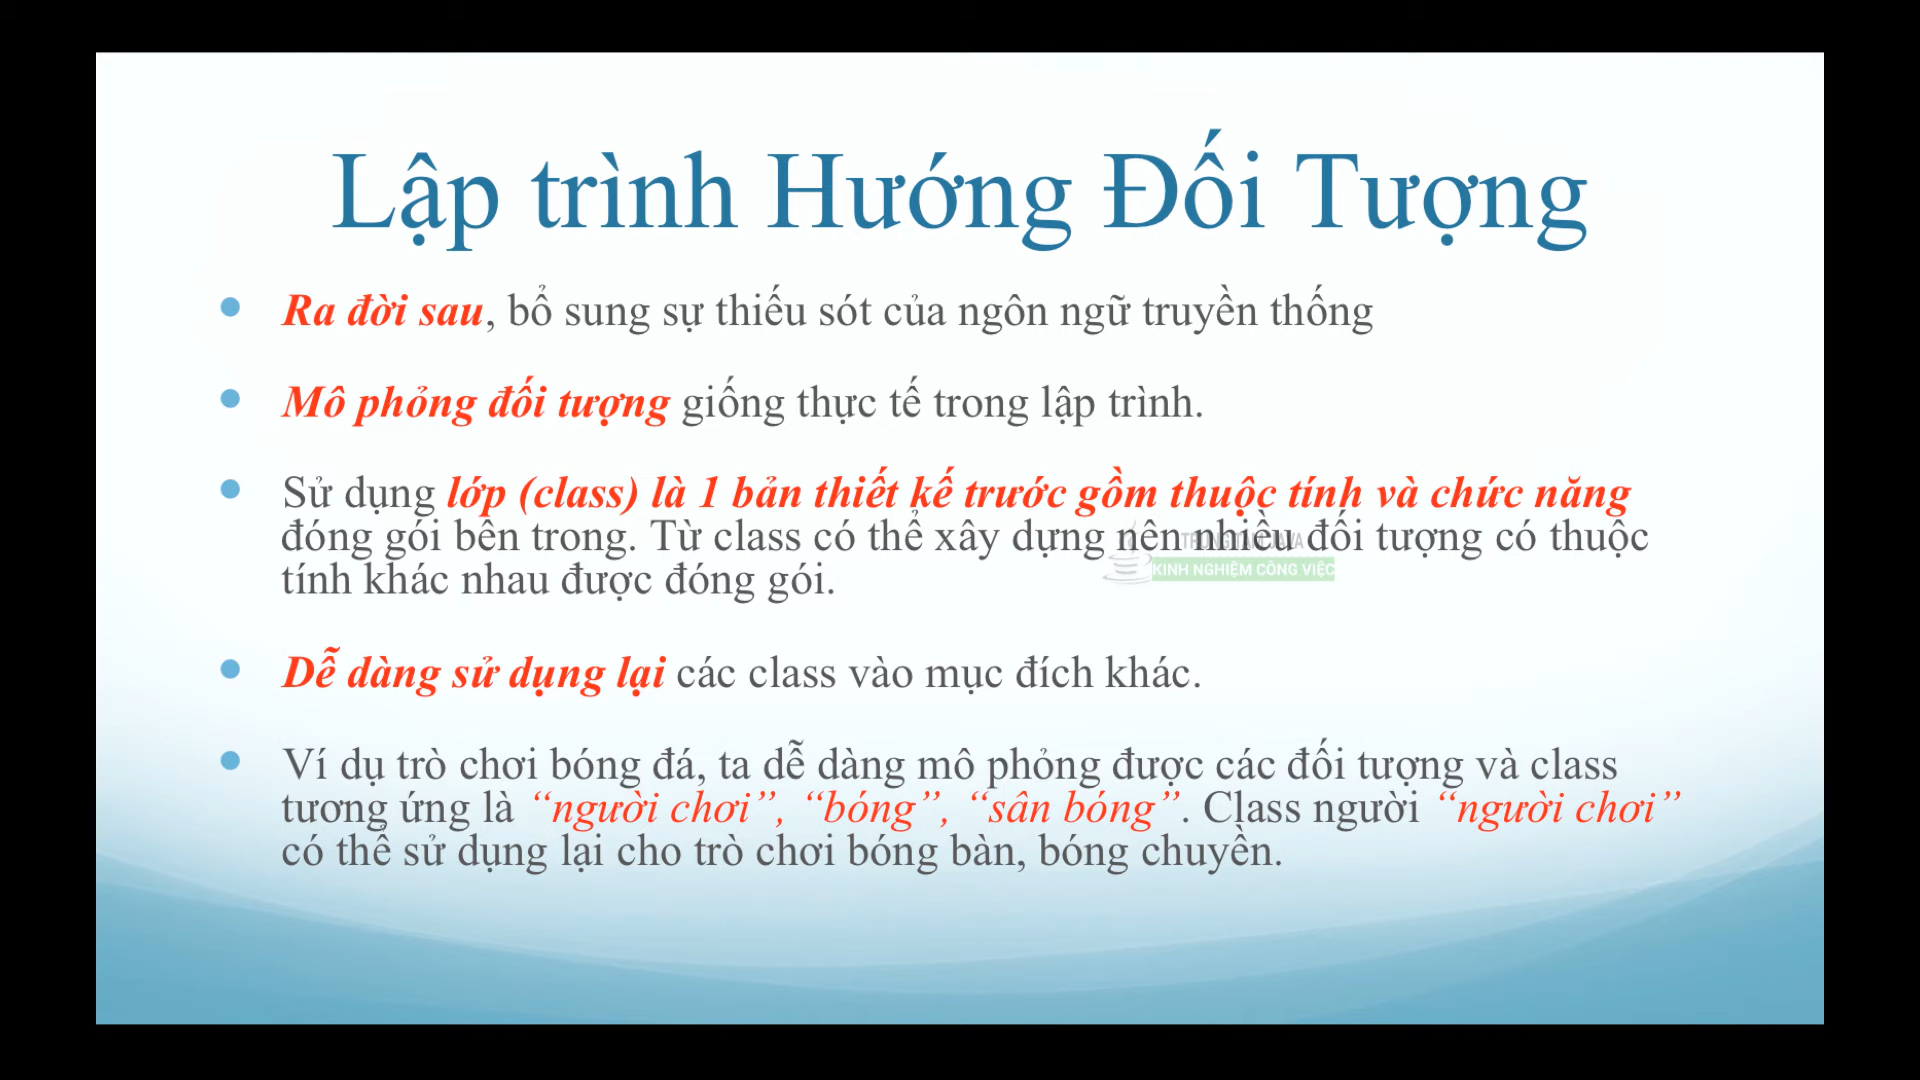 Lập trình Hướng Đối Tượng
Ra đời sau, bổ sung sự thiếu sót của ngôn ngữ truyền thống
Mô phỏng đối tượng giống thực tế trong lập trình.
Sử dụng lớp (class) là 1 bản thiết kế trước gồm thuộc tính và chức năng
đóng gói bên trong. Từ class có thể xây dựng nên nhiều đối tượng có thuộc
tính khác nhau được đóng gói.
TRUNG TÂM JAVA
KINH NGHIỆM CÔNG VIỆC
Dễ dàng sử dụng lại các class vào mục đích khác.
Ví dụ trò chơi bóng đá, ta dễ dàng mô phỏng được các đối tượng và class
tương ứng là “người chơi”, “bóng”, “sân bóng”. Class người “người chơi”
có thể sử dụng lại cho trò chơi bóng bàn, bóng chuyền.